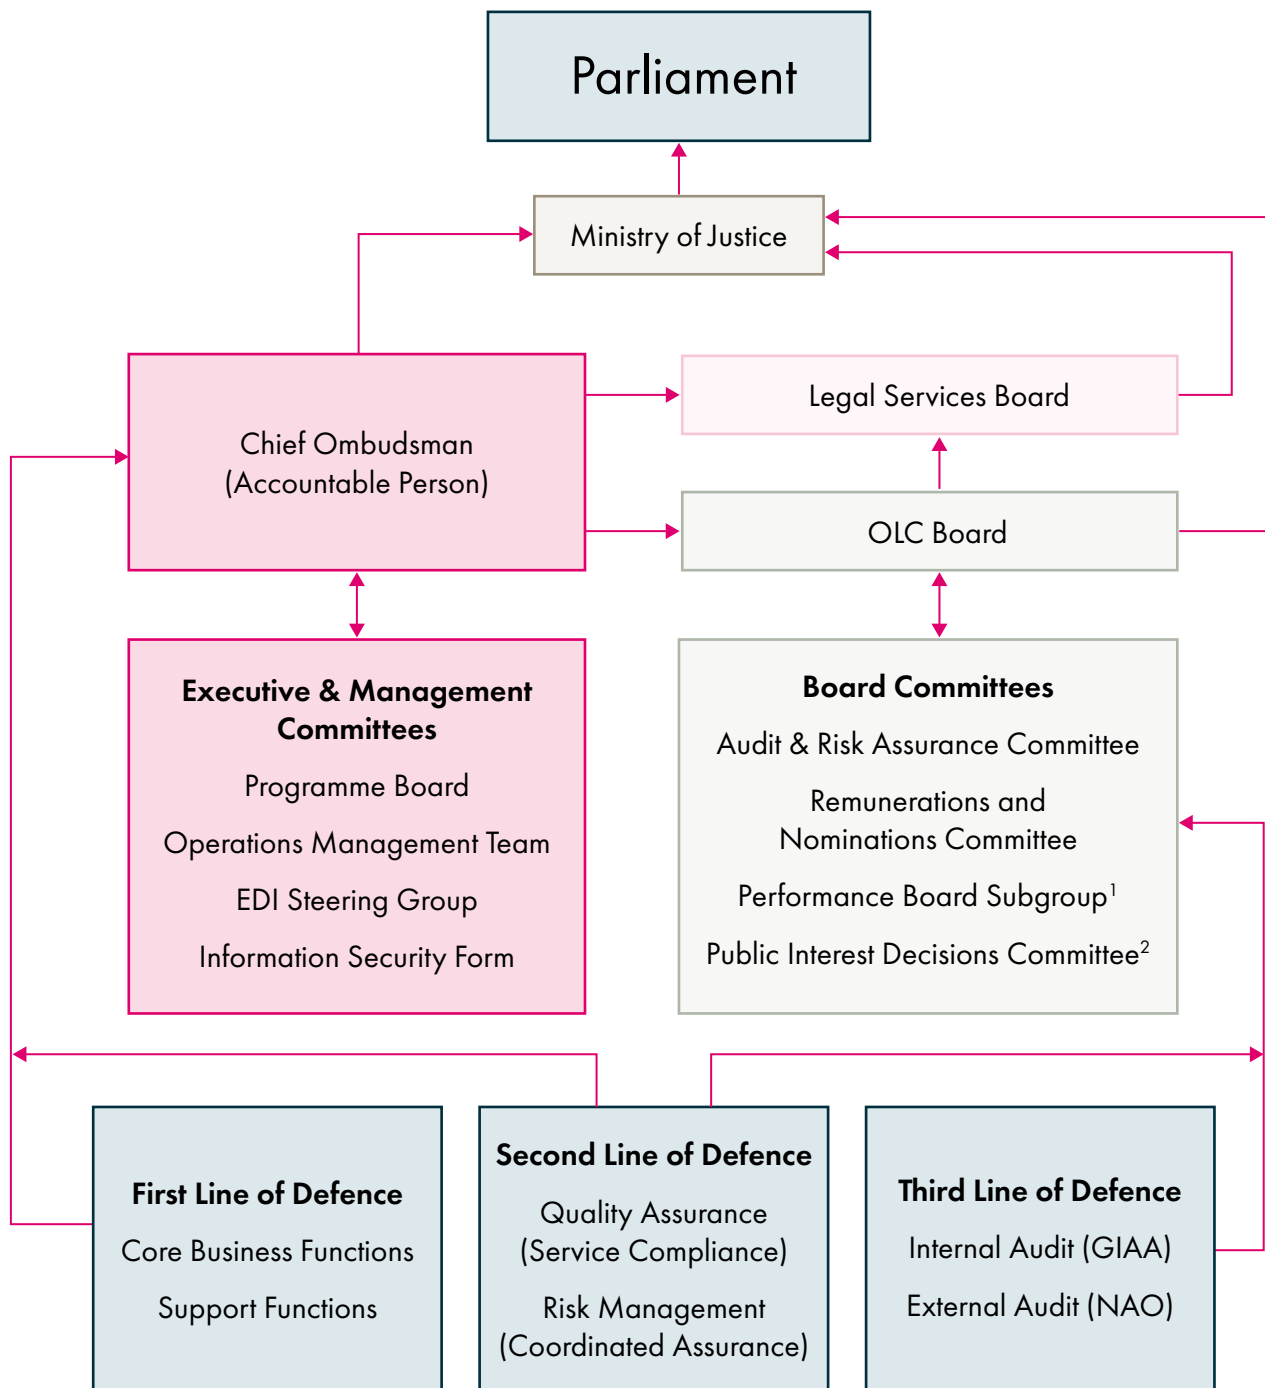 Parliament
Ministry of Justice
Chief Ombudsman
(Accountable Person)
Legal Services Board
OLC Board
Executive & Management
Committees
Programme Board
Operations Management Team
EDI Steering Group
Information Security Form
Board Committees
Audit & Risk Assurance Committee
Remunerations and
Nominations Committee
Performance Board Subgroup¹
Public Interest Decisions Committee²
First Line of Defence
Core Business Functions
Support Functions
Second Line of Defence
Quality Assurance
(Service Compliance)
Risk Management
(Coordinated Assurance)
Third Line of Defence
Internal Audit (GIAA)
External Audit (NAO)